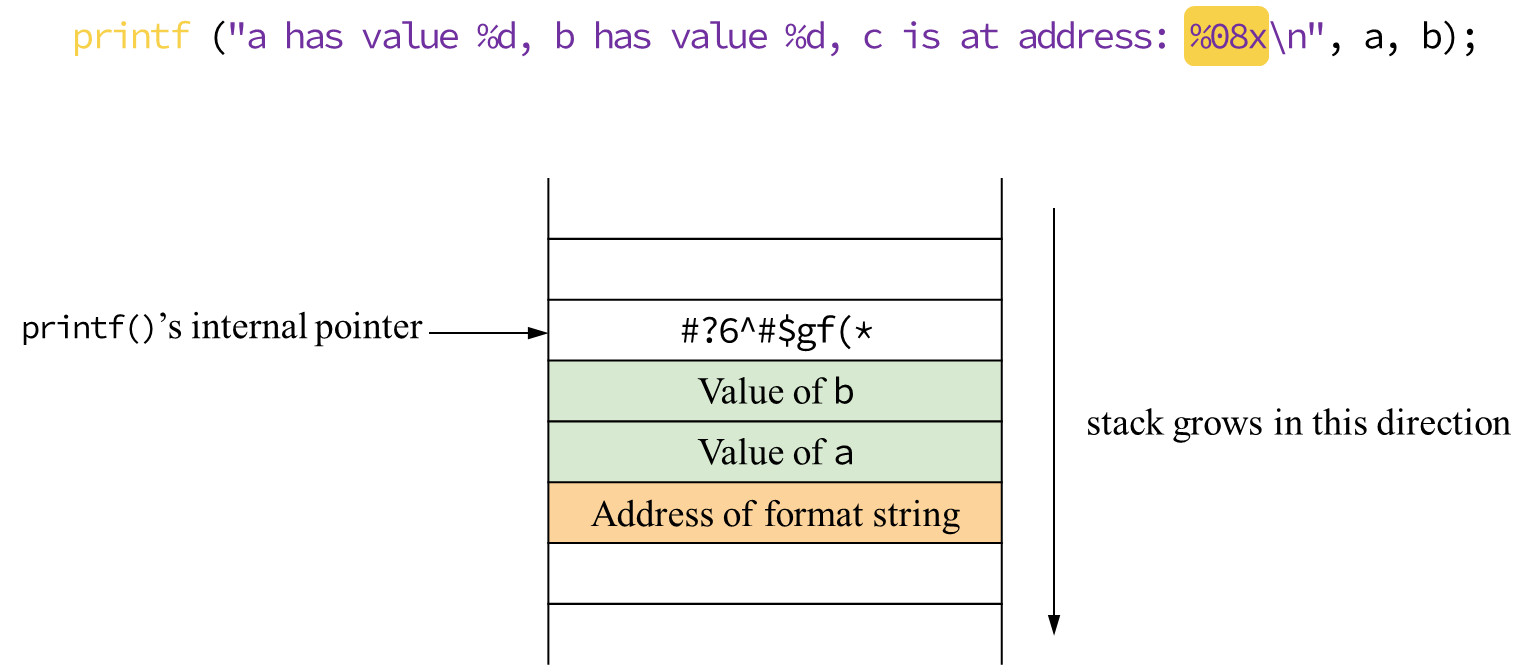 printf ("a has value %d, b has value %d, c is at address: %08x\n", a, b);
printf()’s internal pointer
#?6^#$gf(*
Value of b
Value of a
Address of format string
stack grows in this direction